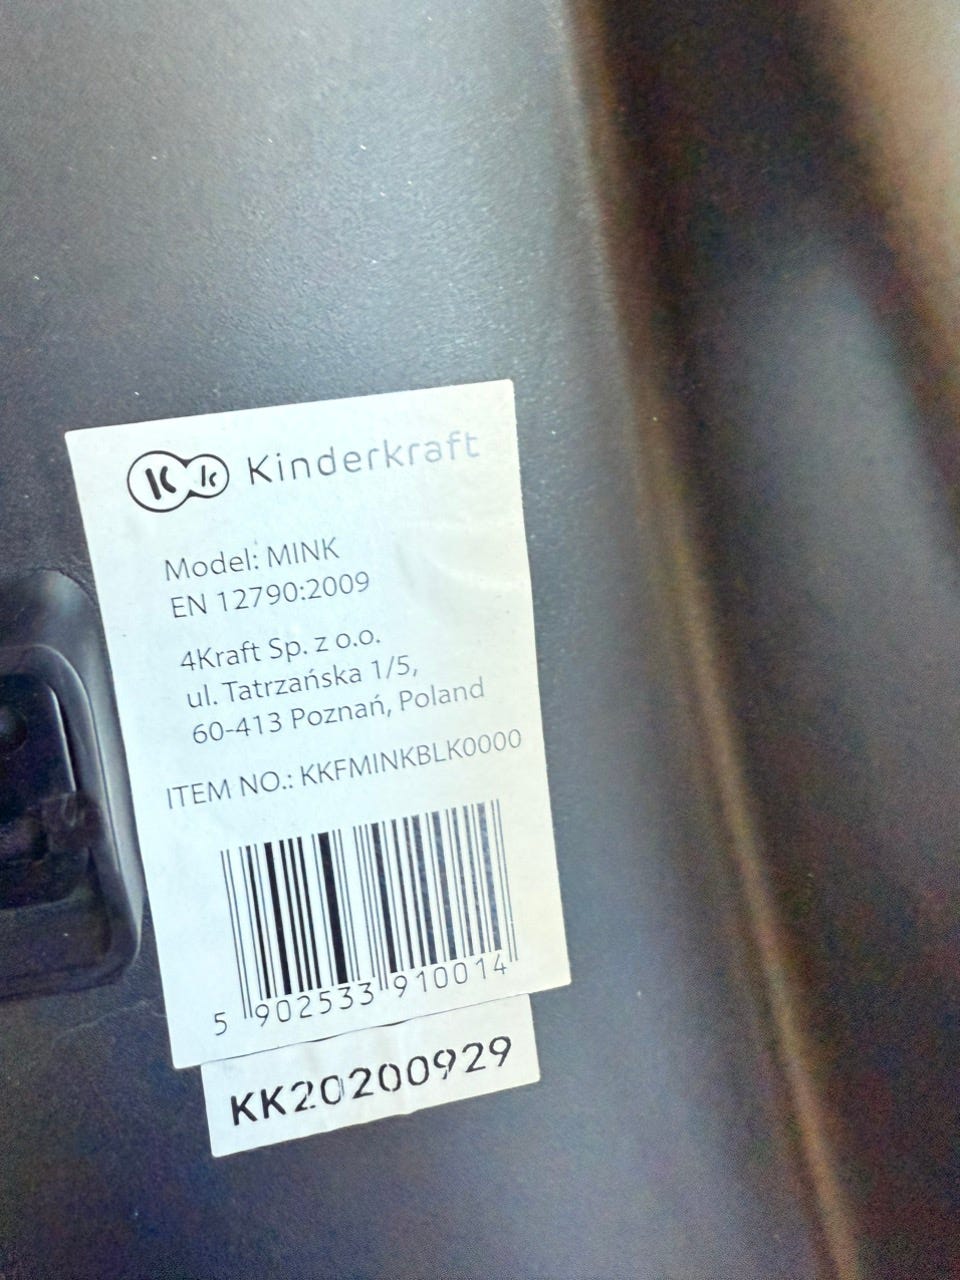 K k Kinderkraft
Model: MINK
EN 12790:2009
4Kraft Sp. z o.o.
ul. Tatrzańska 1/5,
60-413 Poznań, Poland
ITEM NO.: KKFMINKBLK0000
5 902533 910014
KK20200929